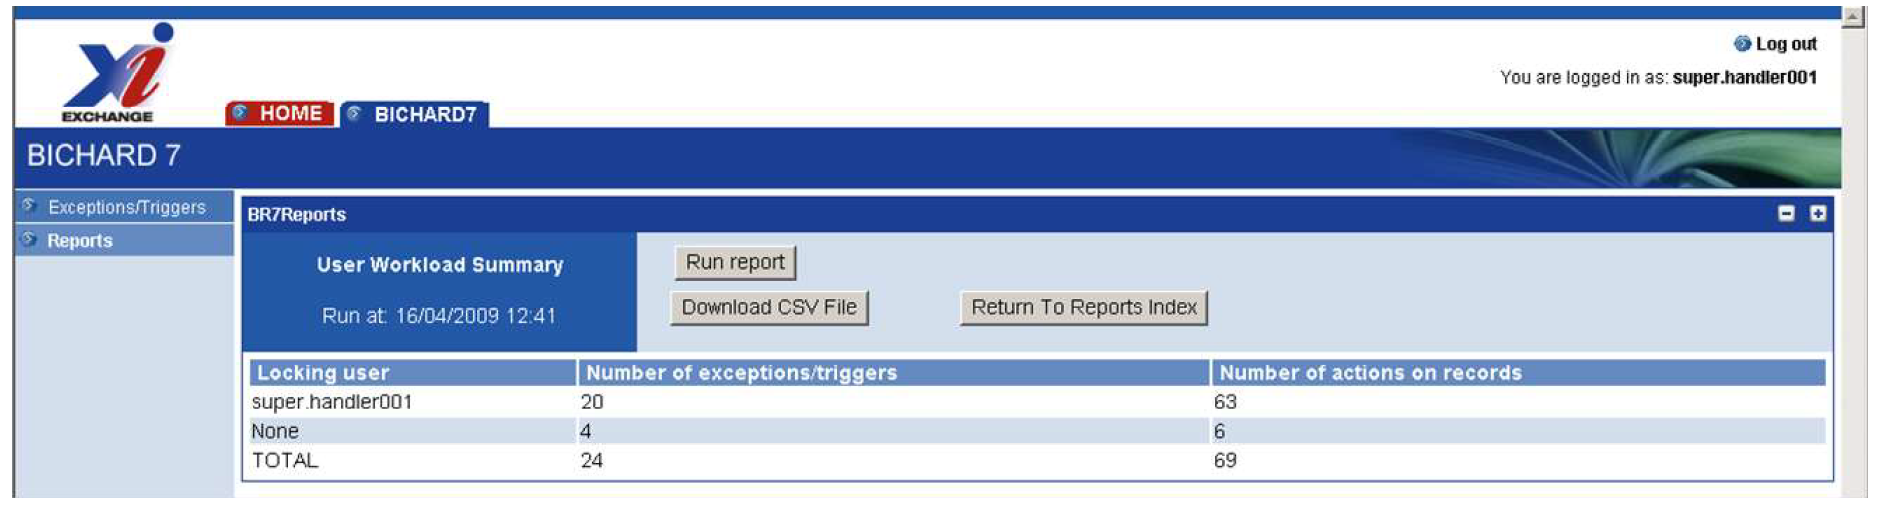 Xi
EXCHANGE
Log out
You are logged in as: super.handler001
HOME BICHARD7
BICHARD 7
Exceptions/Triggers
Reports
BR7Reports
User Workload Summary
Run at: 16/04/2009 12:41
Run report
Download CSV File Return To Reports Index
Locking user Number of exceptions/triggers Number of actions on records
super.handler001 20 63
None 4 6
TOTAL 24 69